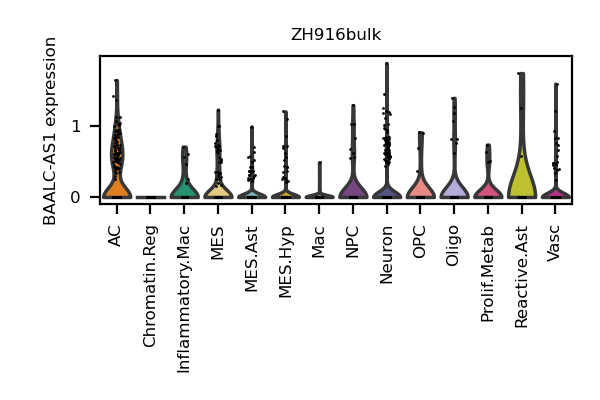 ZH916bulk
BAALC-AS1 expression
1
0
AC
Chromatin.Reg
Inflammatory.Mac
MES
MES.Ast
MES.Hyp
Mac
NPC
Neuron
OPC
Oligo
Prolif.Metab
Reactive.Ast
Vasc